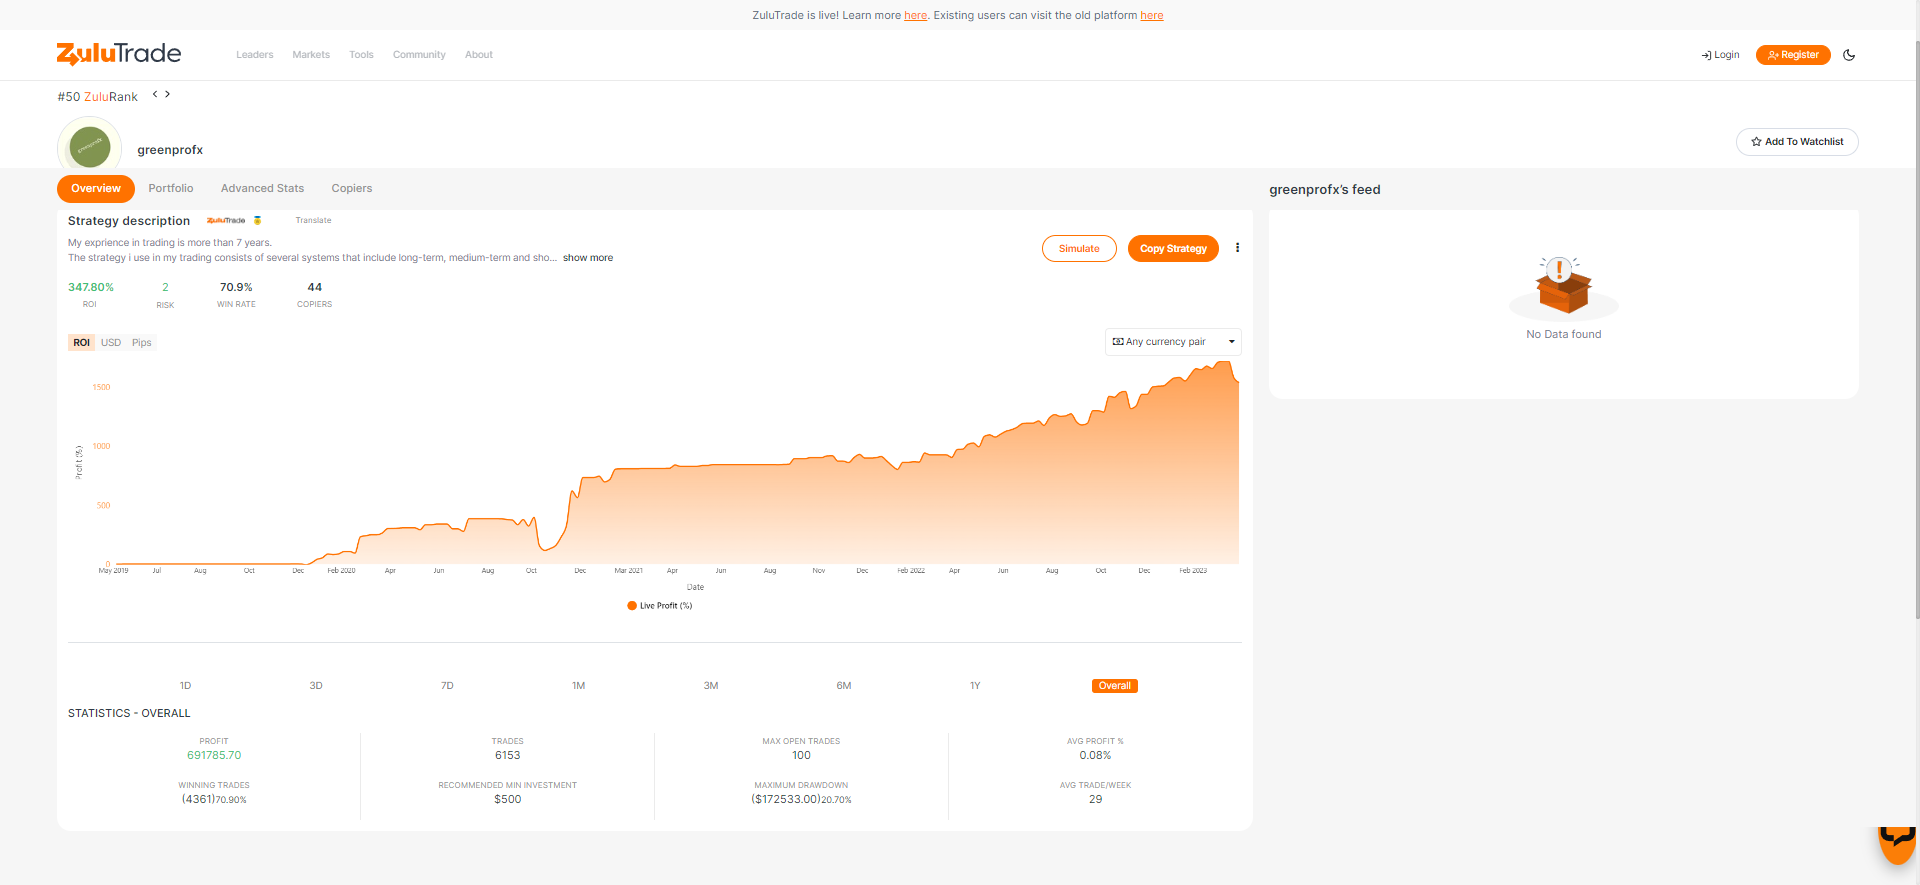 ZuluTrade is live! Learn more here. Existing users can visit the old platform here
ZuluTrade
Leaders Markets Tools Community About
Login Register
#50 ZuluRank < >
greenprofx
greenprofx
Add To Watchlist
Overview Portfolio Advanced Stats Copiers
Strategy description ZuluTrade Translate
My exprience in trading is more than 7 years.
The strategy i use in my trading consists of several systems that include long-term, medium-term and sho... show more
Simulate Copy Strategy
347.80% 2 70.9% 44
ROI RISK WIN RATE COPIERS
ROI USD Pips
Any currency pair
1500
1000
500
0
Profit (%)
May 2019 Jul Aug Oct Dec Feb 2020 Apr Jun Aug Oct Dec Mar 2021 Apr Jun Aug Nov Dec Feb 2022 Apr Jun Aug Oct Dec Feb 2023
Date
Live Profit (%)
1D 3D 7D 1M 3M 6M 1Y Overall
STATISTICS - OVERALL
PROFIT TRADES MAX OPEN TRADES AVG PROFIT %
691785.70 6153 100 0.08%
WINNING TRADES RECOMMENDED MIN INVESTMENT MAXIMUM DRAWDOWN AVG TRADE/WEEK
(4361)70.90% $500 ($172533.00)20.70% 29
greenprofx's feed
No Data found